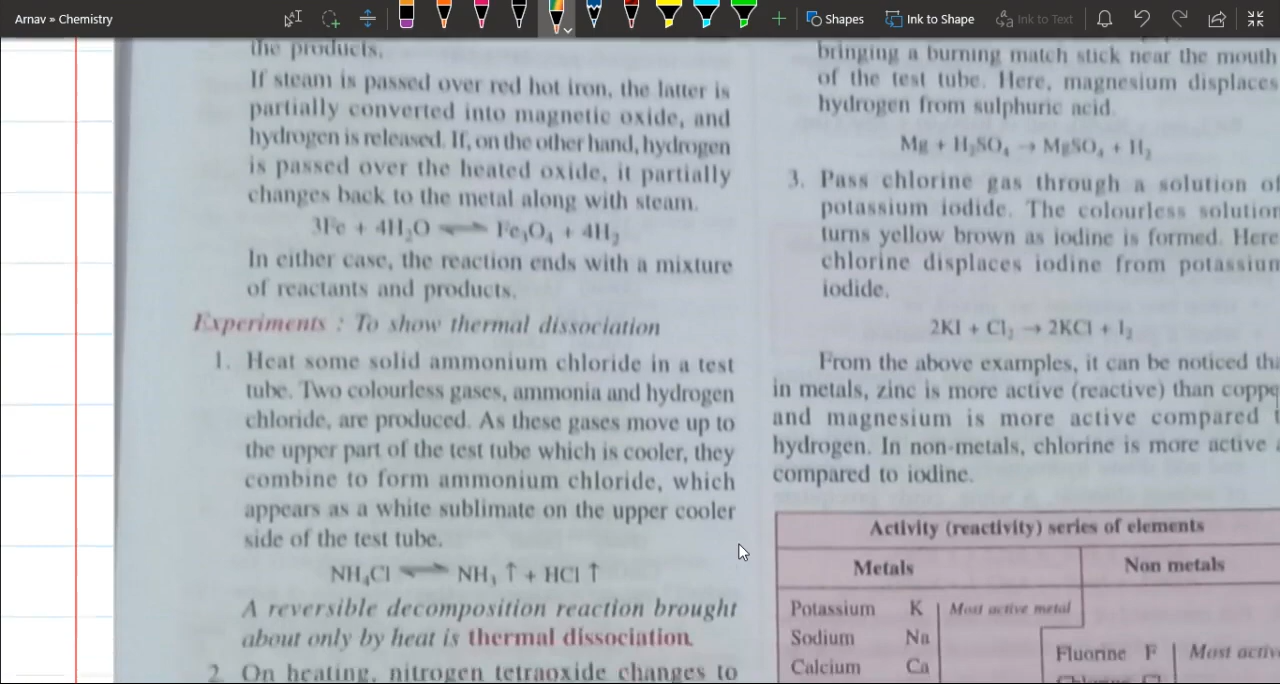 Arnav » Chemistry
Shapes
Ink to Shape
Ink to Text
the products.
If steam is passed over red hot iron, the latter is
partially converted into magnetic oxide, and
hydrogen is released. If, on the other hand, hydrogen
is passed over the heated oxide, it partially
changes back to the metal along with steam.
3Fe + 4H₂O ⇌ Fe₃O₄ + 4H₂
In either case, the reaction ends with a mixture
of reactants and products.
Experiments : To show thermal dissociation
1. Heat some solid ammonium chloride in a test
tube. Two colourless gases, ammonia and hydrogen
chloride, are produced. As these gases move up to
the upper part of the test tube which is cooler, they
combine to form ammonium chloride, which
appears as a white sublimate on the upper cooler
side of the test tube.
NH₄Cl ⇌ NH₃ ↑ + HCl ↑
A reversible decomposition reaction brought
about only by heat is thermal dissociation.
2. On heating, nitrogen tetraoxide changes to
bringing a burning match stick near the mouth
of the test tube. Here, magnesium displaces
hydrogen from sulphuric acid.
Mg + H₂SO₄ → MgSO₄ + H₂
3. Pass chlorine gas through a solution of
potassium iodide. The colourless solution
turns yellow brown as iodine is formed. Here
chlorine displaces iodine from potassium
iodide.
2KI + Cl₂ → 2KCl + I₂
From the above examples, it can be noticed tha
in metals, zinc is more active (reactive) than coppe
and magnesium is more active compared
hydrogen. In non-metals, chlorine is more active
compared to iodine.
Activity (reactivity) series of elements
Metals Non metals
Potassium K Most active metal
Sodium Na
Fluorine F Most activ
Calcium Ca